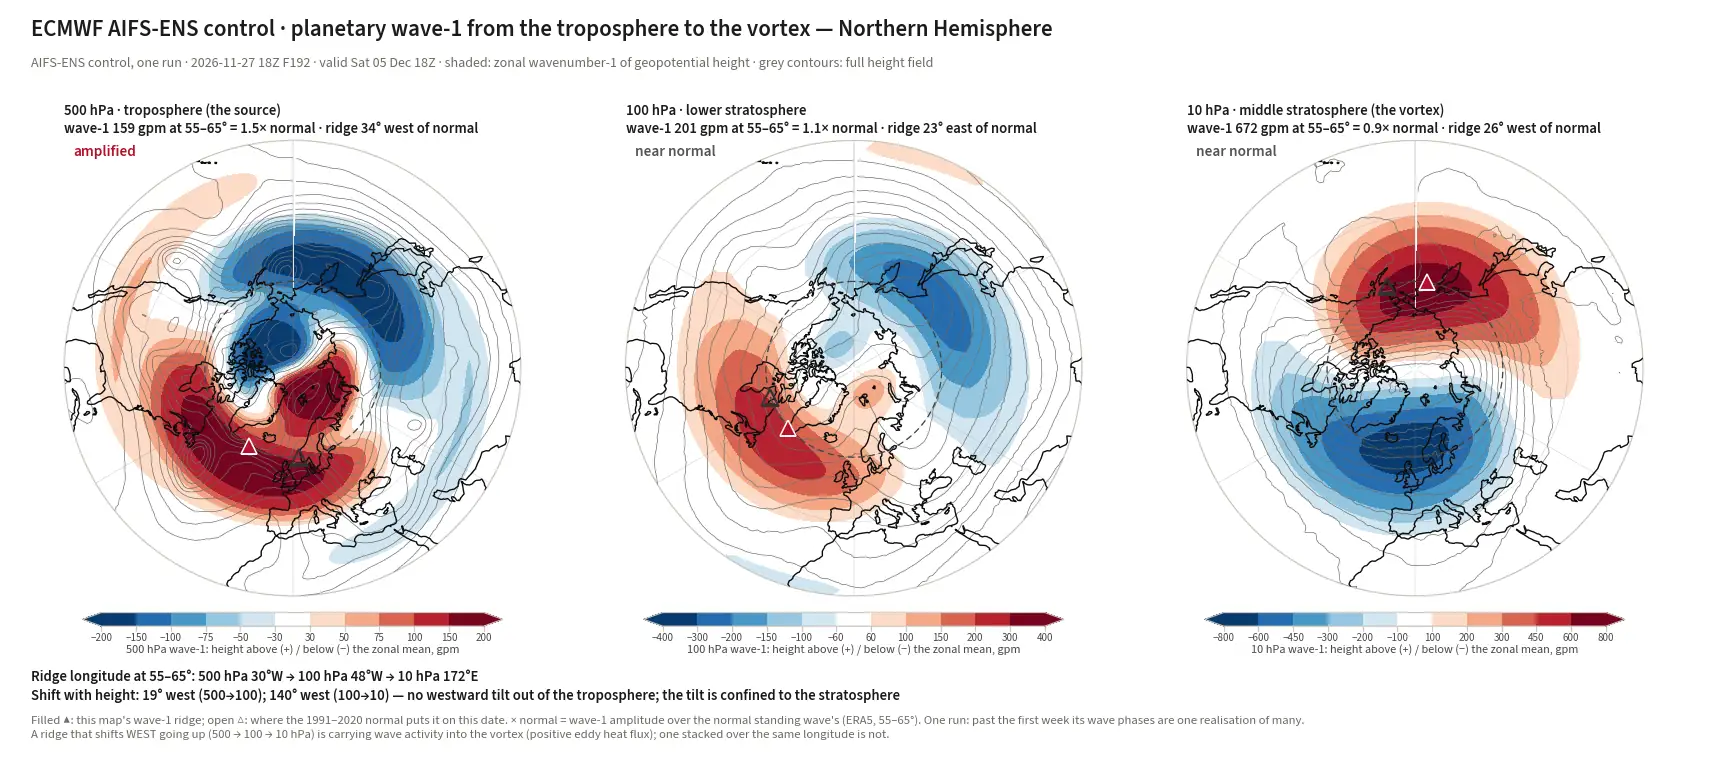 ECMWF AIFS-ENS control · planetary wave-1 from the troposphere to the vortex — Northern Hemisphere
AIFS-ENS control, one run · 2026-11-27 18Z F192 · valid Sat 05 Dec 18Z · shaded: zonal wavenumber-1 of geopotential height · grey contours: full height field
500 hPa · troposphere (the source)
wave-1 159 gpm at 55–65° = 1.5× normal · ridge 34° west of normal
amplified
100 hPa · lower stratosphere
wave-1 201 gpm at 55–65° = 1.1× normal · ridge 23° east of normal
near normal
10 hPa · middle stratosphere (the vortex)
wave-1 672 gpm at 55–65° = 0.9× normal · ridge 26° west of normal
near normal
−200 −150 −100 −75 −50 −30 30 50 75 100 150 200
500 hPa wave-1: height above (+) / below (−) the zonal mean, gpm
−400 −300 −200 −150 −100 −60 60 100 150 200 300 400
100 hPa wave-1: height above (+) / below (−) the zonal mean, gpm
−800 −600 −450 −300 −200 −100 100 200 300 450 600 800
10 hPa wave-1: height above (+) / below (−) the zonal mean, gpm
Ridge longitude at 55–65°: 500 hPa 30°W → 100 hPa 48°W → 10 hPa 172°E
Shift with height: 19° west (500→100); 140° west (100→10) — no westward tilt out of the troposphere; the tilt is confined to the stratosphere
Filled ▲: this map's wave-1 ridge; open △: where the 1991–2020 normal puts it on this date. × normal = wave-1 amplitude over the normal standing wave's (ERA5, 55–65°). One run: past the first week its wave phases are one realisation of many.
A ridge that shifts WEST going up (500 → 100 → 10 hPa) is carrying wave activity into the vortex (positive eddy heat flux); one stacked over the same longitude is not.